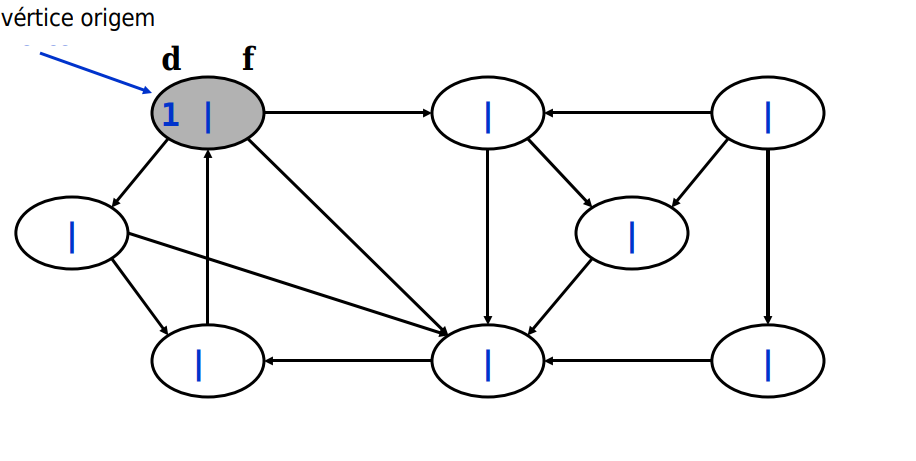 vértice origem
d f
1 | | |
| |
| | |